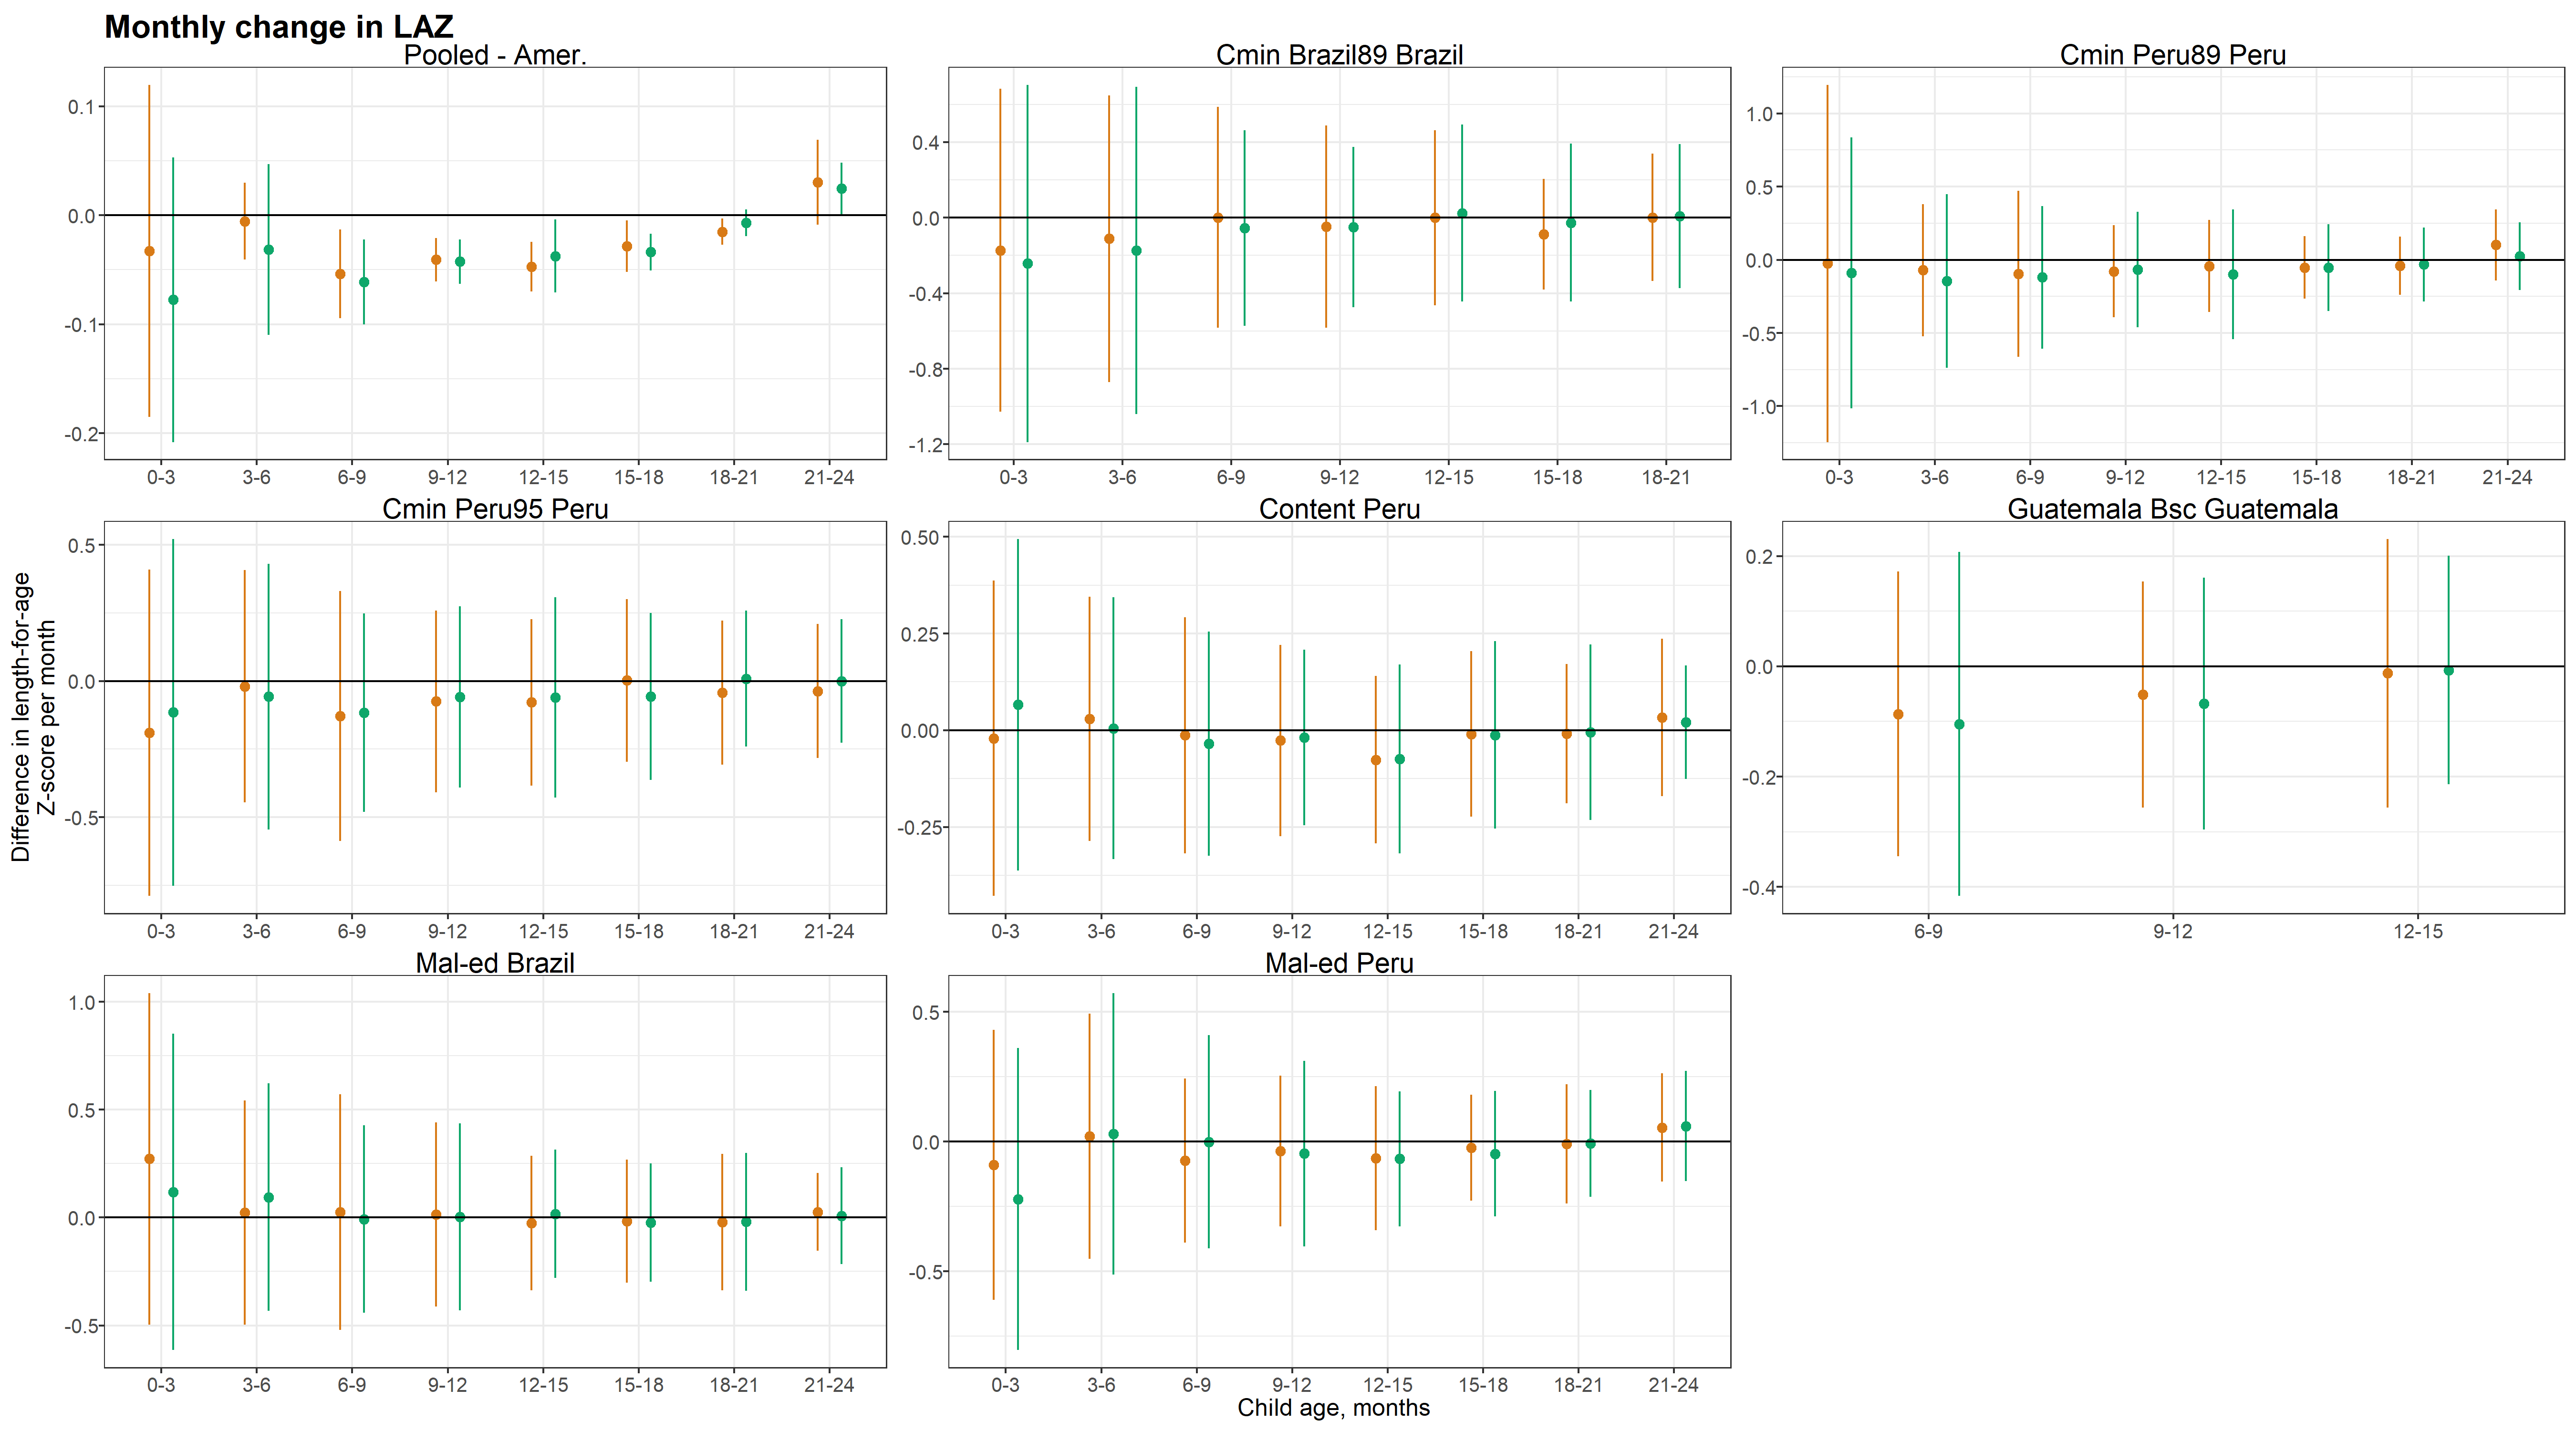 Monthly change in LAZ
Pooled - Amer.
0.1
0.0
-0.1
-0.2
0-3 3-6 6-9 9-12 12-15 15-18 18-21 21-24
Cmin Brazil89 Brazil
0.4
0.0
-0.4
-0.8
-1.2
0-3 3-6 6-9 9-12 12-15 15-18 18-21
Cmin Peru89 Peru
1.0
0.5
0.0
-0.5
-1.0
0-3 3-6 6-9 9-12 12-15 15-18 18-21 21-24
Difference in length-for-age
Z-score per month
Cmin Peru95 Peru
0.5
0.0
-0.5
0-3 3-6 6-9 9-12 12-15 15-18 18-21 21-24
Content Peru
0.50
0.25
0.00
-0.25
0-3 3-6 6-9 9-12 12-15 15-18 18-21 21-24
Guatemala Bsc Guatemala
0.2
0.0
-0.2
-0.4
6-9 9-12 12-15
Mal-ed Brazil
1.0
0.5
0.0
-0.5
0-3 3-6 6-9 9-12 12-15 15-18 18-21 21-24
Mal-ed Peru
0.5
0.0
-0.5
0-3 3-6 6-9 9-12 12-15 15-18 18-21 21-24
Child age, months